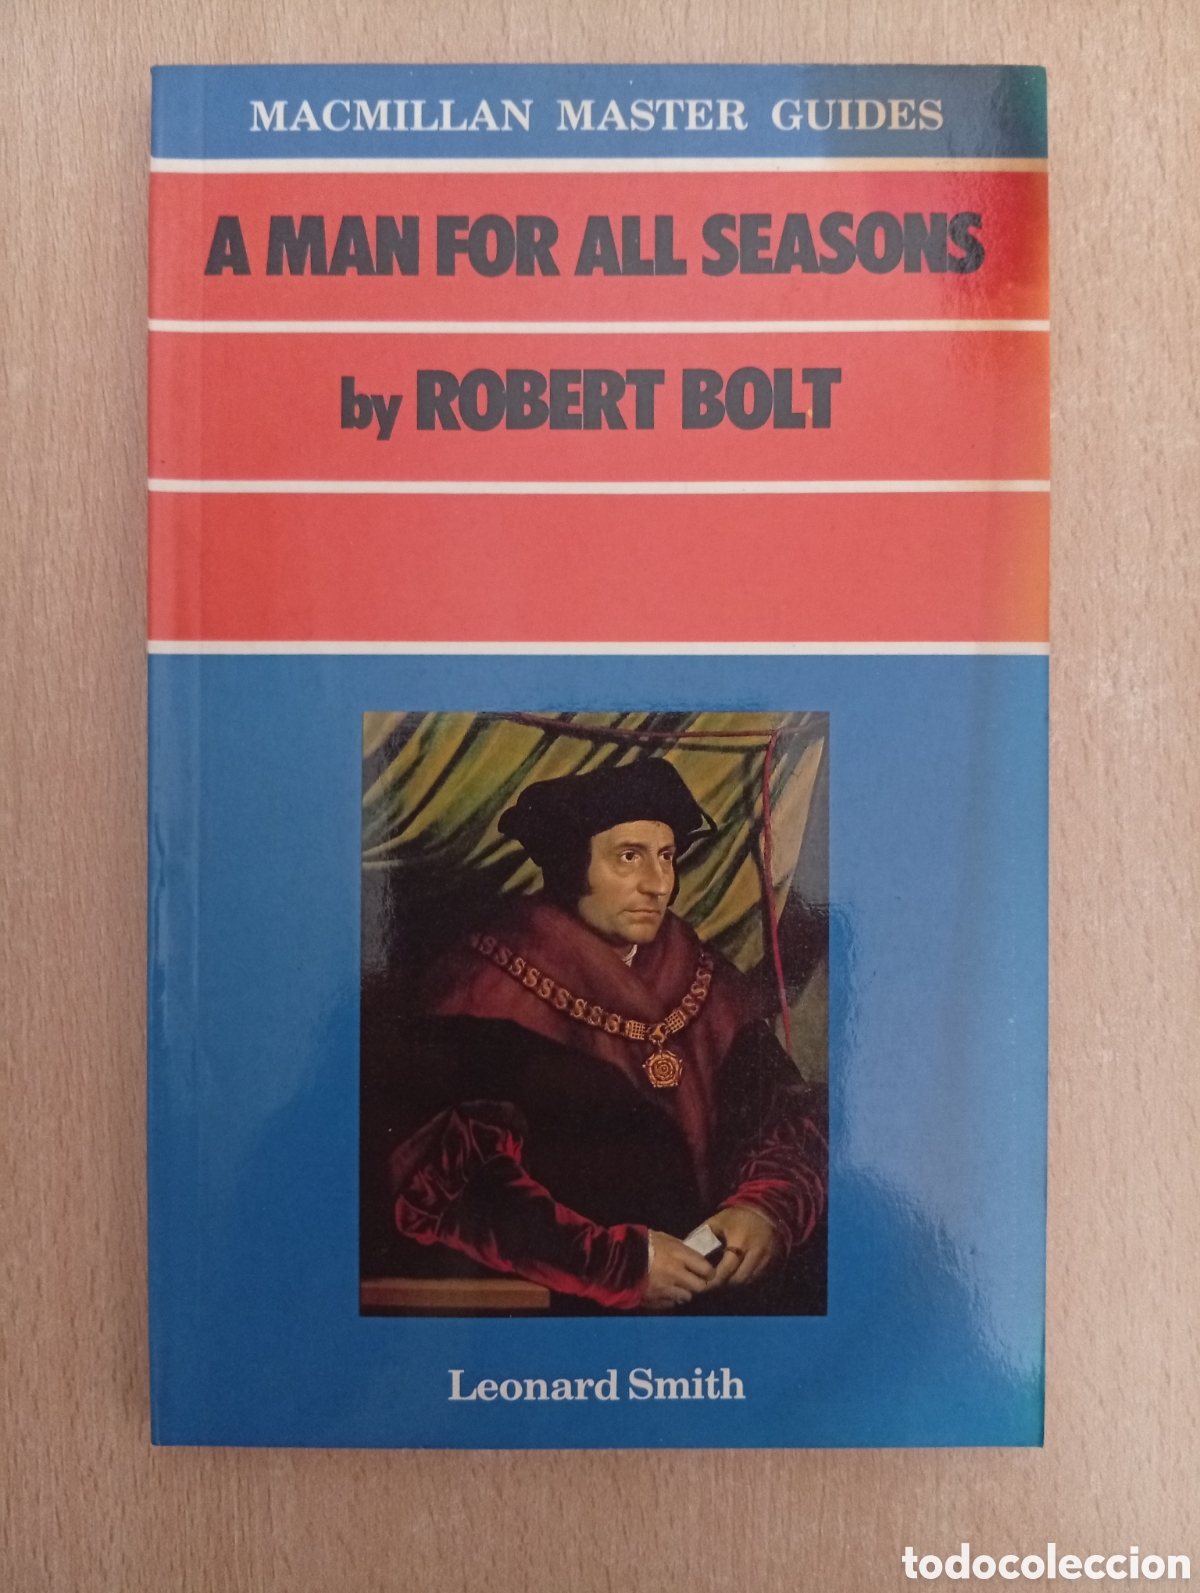 MACMILLAN MASTER GUIDES
A MAN FOR ALL SEASONS
by ROBERT BOLT
Leonard Smith
todocoleccion